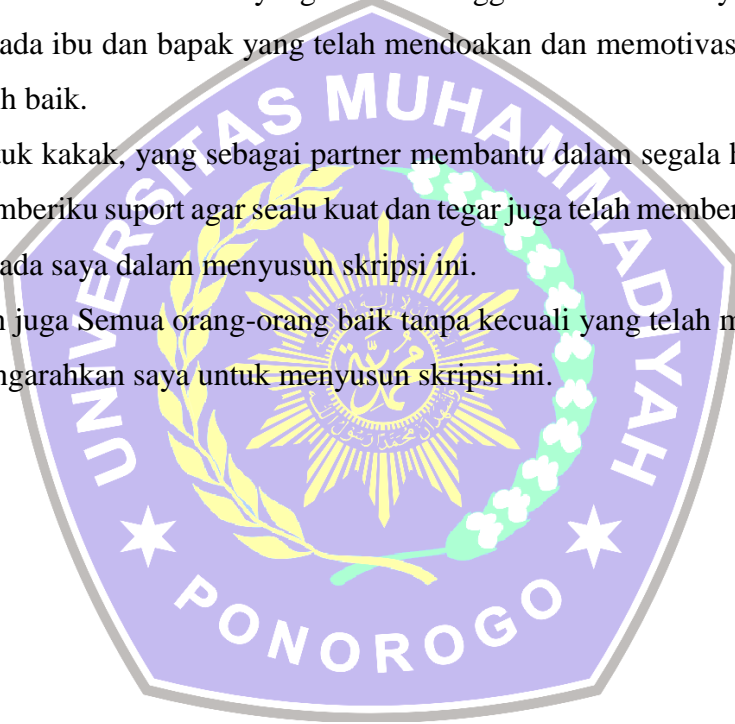 ada ibu dan bapak yang telah mendoakan dan memotivas
h baik.
tuk kakak, yang sebagai partner membantu dalam segala h
mberiku suport agar sealu kuat dan tegar juga telah member
ada saya dalam menyusun skripsi ini.
n juga Semua orang-orang baik tanpa kecuali yang telah m
ngarahkan saya untuk menyusun skripsi ini.
UNIVERSITAS MUHAMMADIYAH
PONOROGO
محمد